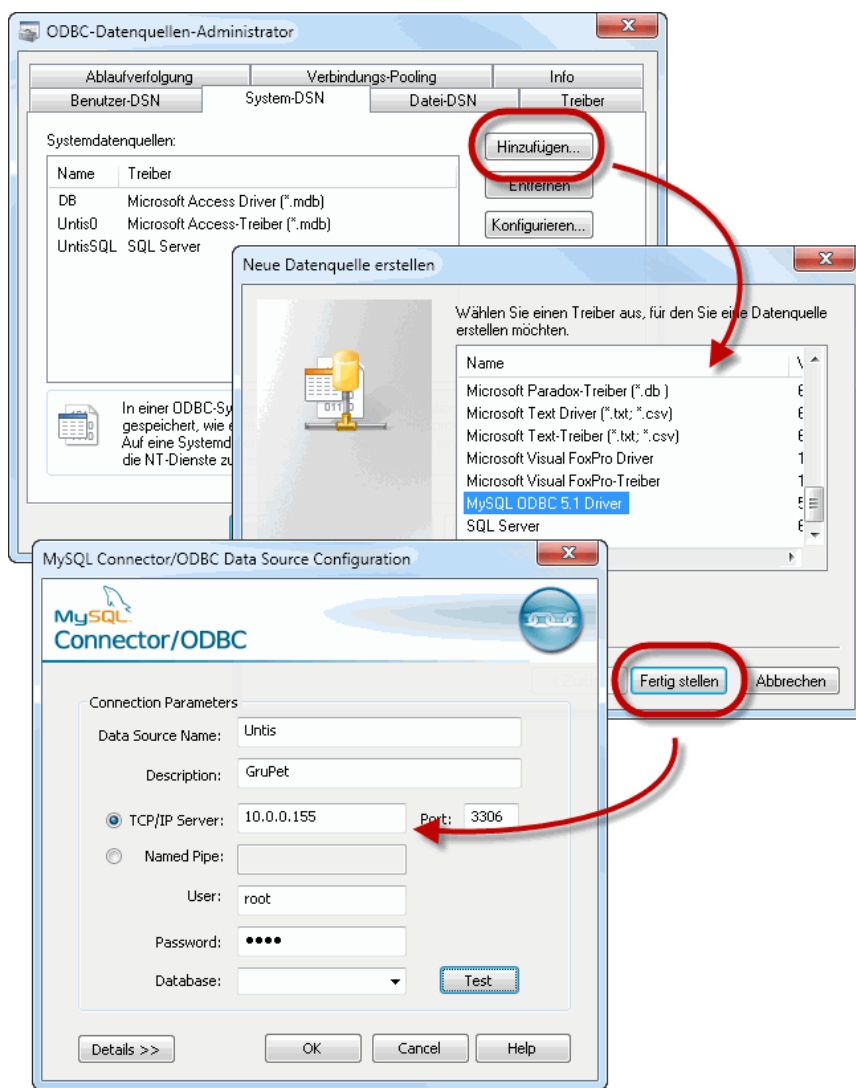 ODBC-Datenquellen-Administrator
Ablaufverfolgung Verbindungs-Pooling Info
Benutzer-DSN System-DSN Datei-DSN Treiber
Systemdatenquellen:
Hinzufügen...
Name Treiber
Entfernen
DB Microsoft Access Driver (*.mdb)
Untis0 Microsoft Access-Treiber (*.mdb)
Konfigurieren...
UntisSQL SQL Server
In einer ODBC-Sy
gespeichert, wie e
Auf eine Systemd
die NT-Dienste zu
Neue Datenquelle erstellen
Wählen Sie einen Treiber aus, für den Sie eine Datenquelle
erstellen möchten.
Name
Microsoft Paradox-Treiber (*.db )
Microsoft Text Driver (*.txt; *.csv)
Microsoft Text-Treiber (*.txt; *.csv)
Microsoft Visual FoxPro Driver 1
Microsoft Visual FoxPro-Treiber 1
MySQL ODBC 5.1 Driver 5
SQL Server
Fertig stellen Abbrechen
MySQL Connector/ODBC Data Source Configuration
MySQL
Connector/ODBC
Connection Parameters
Data Source Name: Untis
Description: GruPet
TCP/IP Server: 10.0.0.155 Port: 3306
Named Pipe:
User: root
Password: ••••
Database: Test
Details >> OK Cancel Help